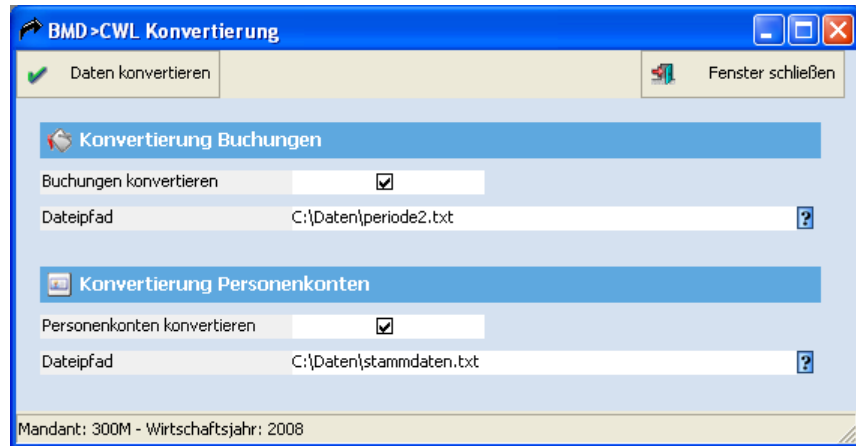 BMD>CWL Konvertierung
Daten konvertieren
Fenster schließen
Konvertierung Buchungen
Buchungen konvertieren
Dateipfad C:\Daten\periode2.txt ?
Konvertierung Personenkonten
Personenkonten konvertieren
Dateipfad C:\Daten\stammdaten.txt ?
Mandant: 300M - Wirtschaftsjahr: 2008